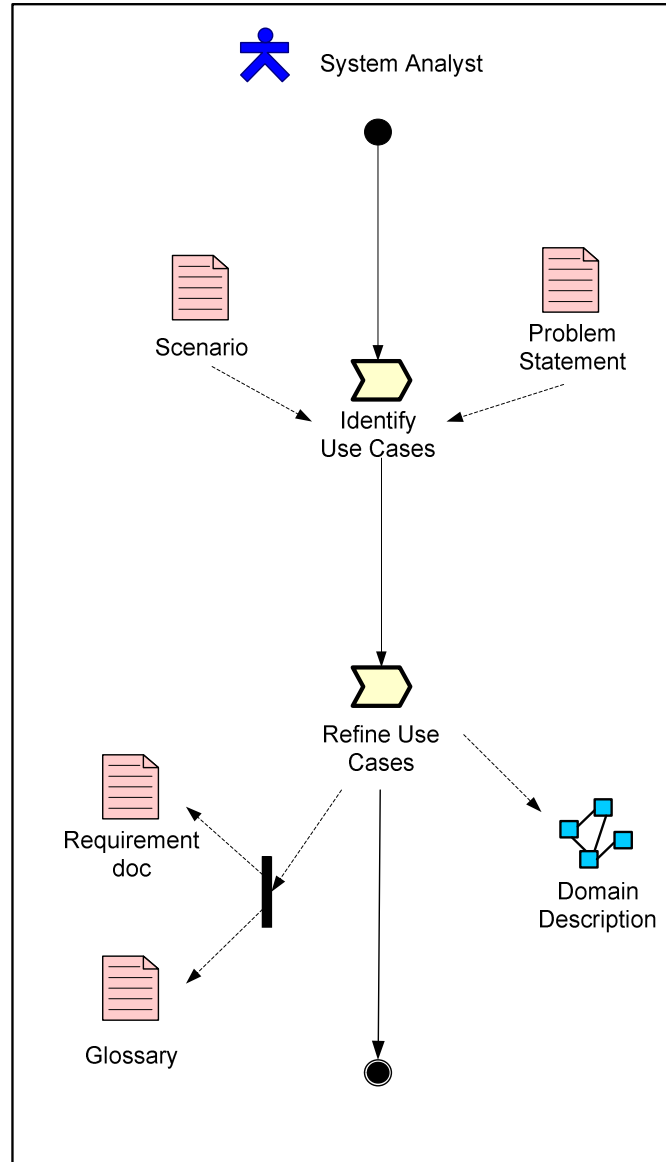 System Analyst
Scenario
Problem
Statement
Identify
Use Cases
Refine Use
Cases
Requirement
doc
Domain
Description
Glossary